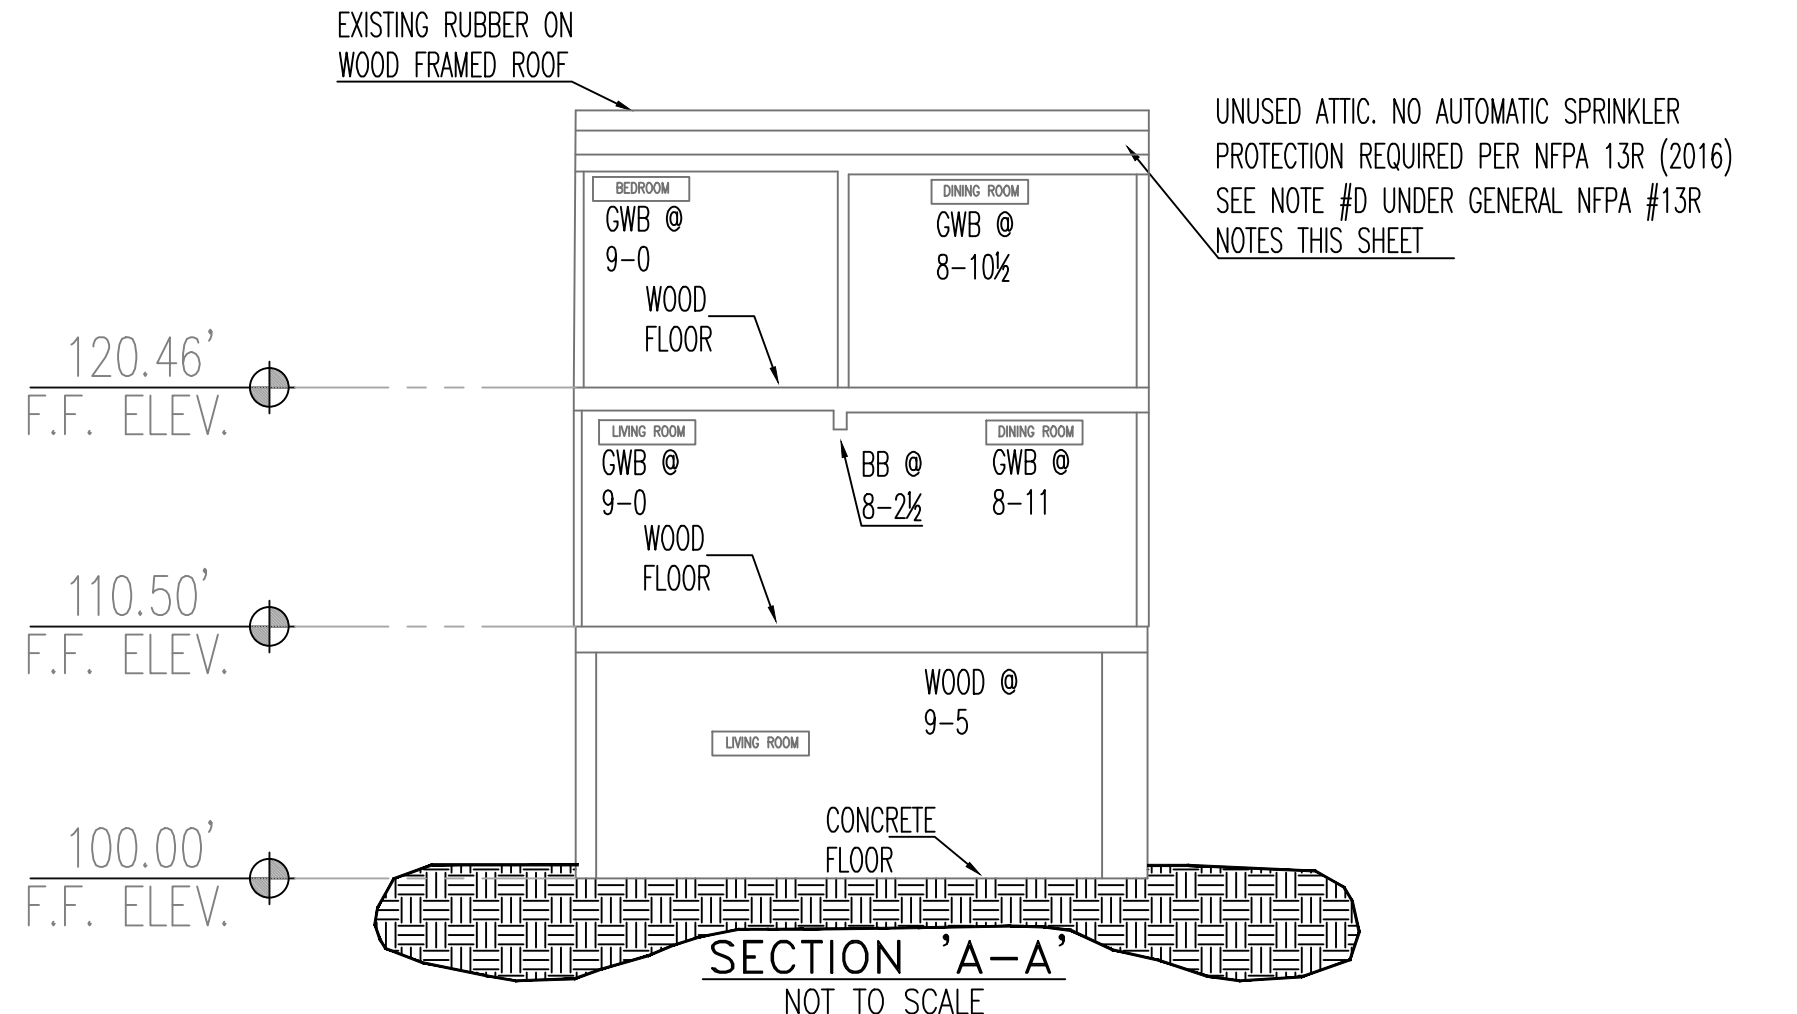 EXISTING RUBBER ON
WOOD FRAMED ROOF
UNUSED ATTIC. NO AUTOMATIC SPRINKLER
PROTECTION REQUIRED PER NFPA 13R (2016)
SEE NOTE #D UNDER GENERAL NFPA #13R
NOTES THIS SHEET
BEDROOM
GWB @
9-0
WOOD
FLOOR
DINING ROOM
GWB @
8-10½
120.46'
F.F. ELEV.
LIVING ROOM
GWB @
9-0
WOOD
FLOOR
BB @
8-2½
DINING ROOM
GWB @
8-11
110.50'
F.F. ELEV.
WOOD @
9-5
LIVING ROOM
CONCRETE
FLOOR
100.00'
F.F. ELEV.
SECTION 'A-A'
NOT TO SCALE